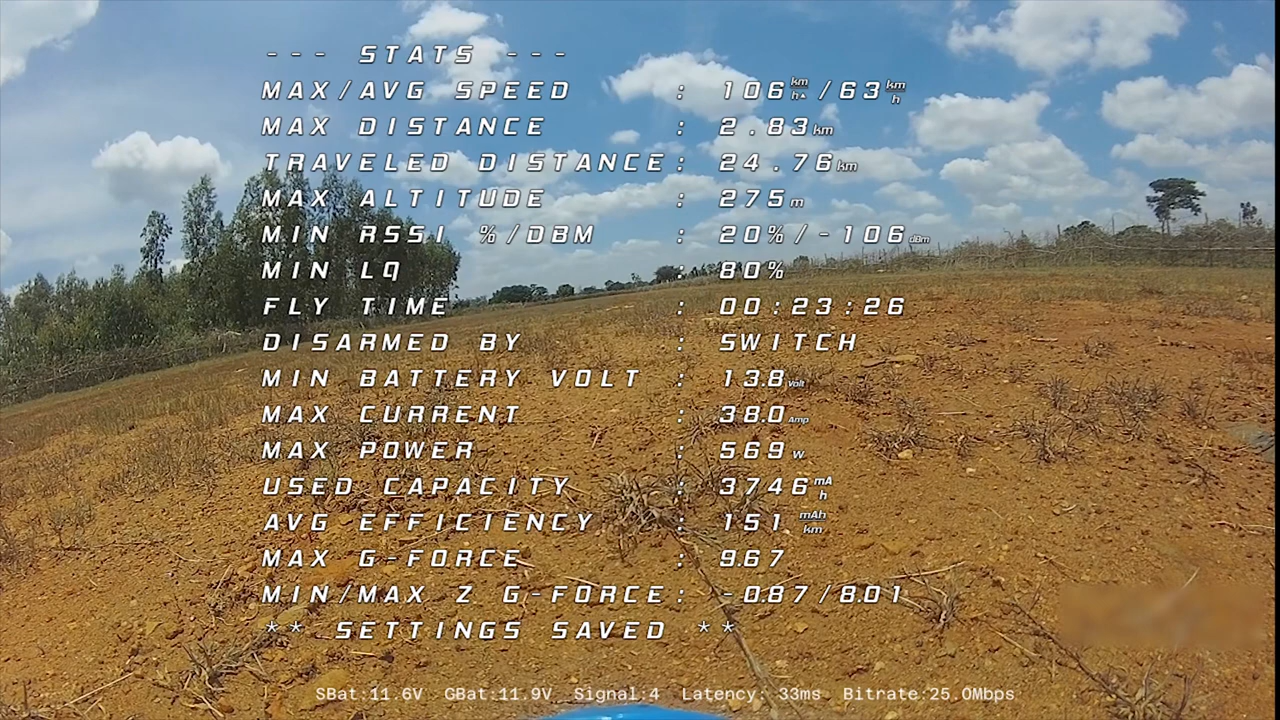 --- STATS ---
MAX/AVG SPEED : 106km/h/63km/h
MAX DISTANCE : 2.83km
TRAVELED DISTANCE: 24.76km
MAX ALTITUDE : 275m
MIN RSSI %/DBM : 20%/-106dBm
MIN LQ : 80%
FLY TIME : 00:23:26
DISARMED BY : SWITCH
MIN BATTERY VOLT : 13.8Volt
MAX CURRENT : 38.0Amp
MAX POWER : 569W
USED CAPACITY : 3746mAh
AVG EFFICIENCY : 151mAh/km
MAX G-FORCE : 9.67
MIN/MAX Z G-FORCE: -0.87/8.01
** SETTINGS SAVED **
SBat:11.6V GBat:11.9V Signal:4 Latency: 33ms Bitrate:25.0Mbps